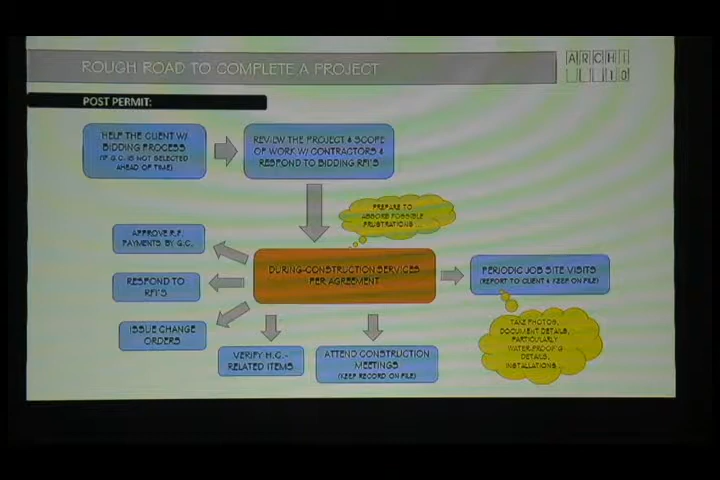 ROUGH ROAD TO COMPLETE A PROJECT
ARCHI
10
POST PERMIT:
HELP THE CLIENT W/
BIDDING PROCESS
(IF G.C. IS NOT SELECTED
AHEAD OF TIME)
REVIEW THE PROJECT & SCOPE
OF WORK W/ CONTRACTORS &
RESPOND TO BIDDING RFI'S
PREPARE TO
ABSORB POSSIBLE
FRUSTRATIONS ...
APPROVE
PAYMENTS BY G.C.
DURING-CONSTRUCTION SERVICES
PER AGREEMENT
PERIODIC JOB SITE VISITS
(REPORT TO CLIENT & KEEP ON FILE)
RESPOND TO
RFI'S
ISSUE CHANGE
ORDERS
TAKE PHOTOS,
DOCUMENT DETAILS,
PARTICULARLY
WATER-PROOF'G
DETAILS,
INSTALLATIONS...
VERIFY H.C.-
RELATED ITEMS
ATTEND CONSTRUCTION
MEETINGS
(KEEP RECORD ON FILE)